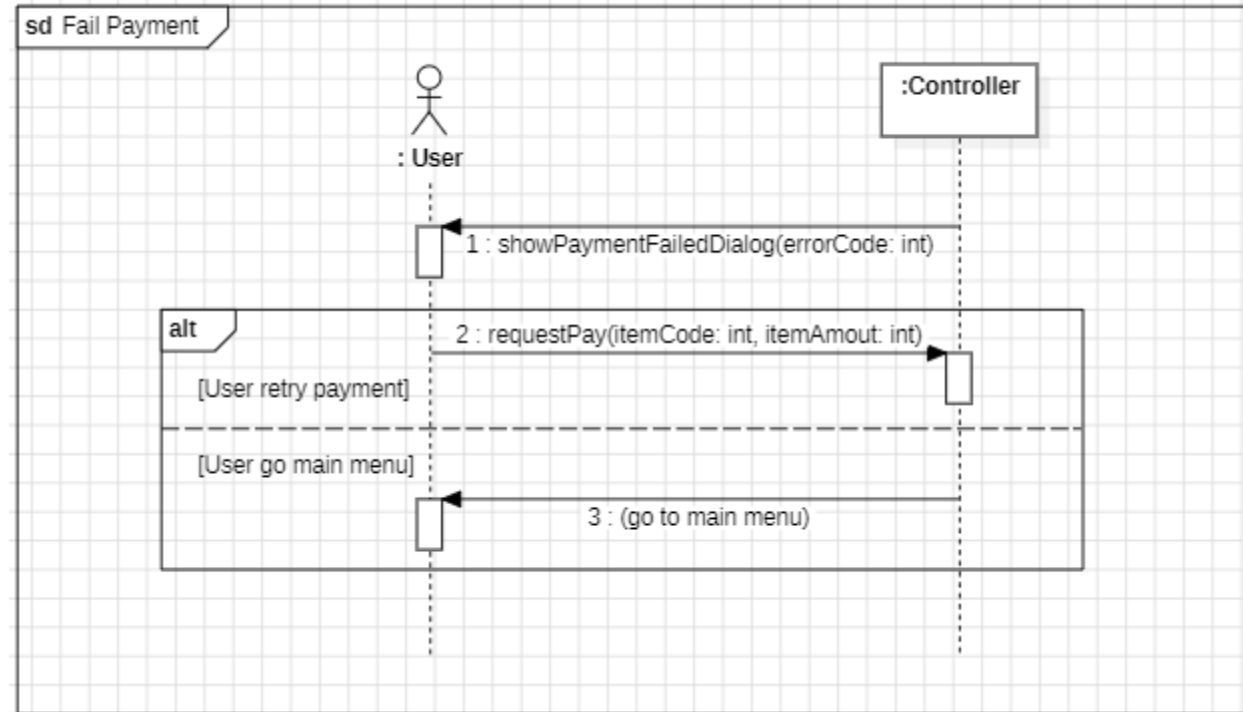 sd Fail Payment
:Controller
: User
1 : showPaymentFailedDialog(errorCode: int)
alt
2 : requestPay(itemCode: int, itemAmout: int)
[User retry payment]
[User go main menu]
3 : (go to main menu)